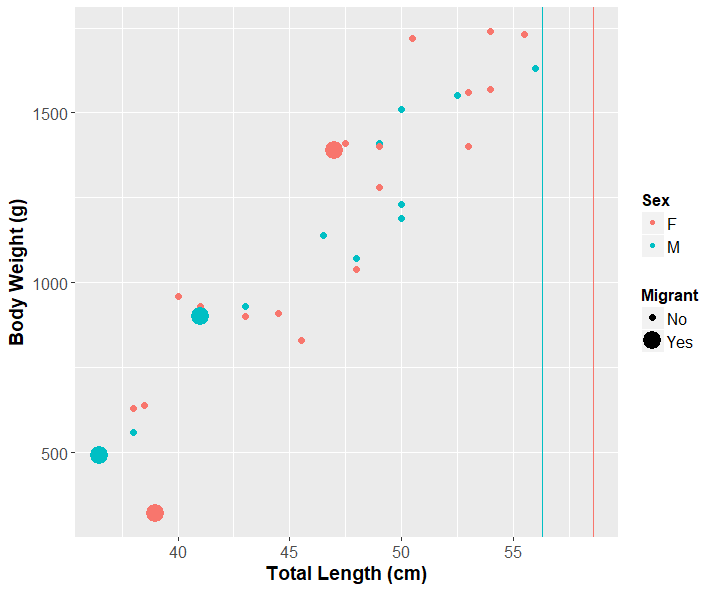 1500
1000
500
40
45
50
55
Total Length (cm)
Body Weight (g)
Sex
F
M
Migrant
No
Yes